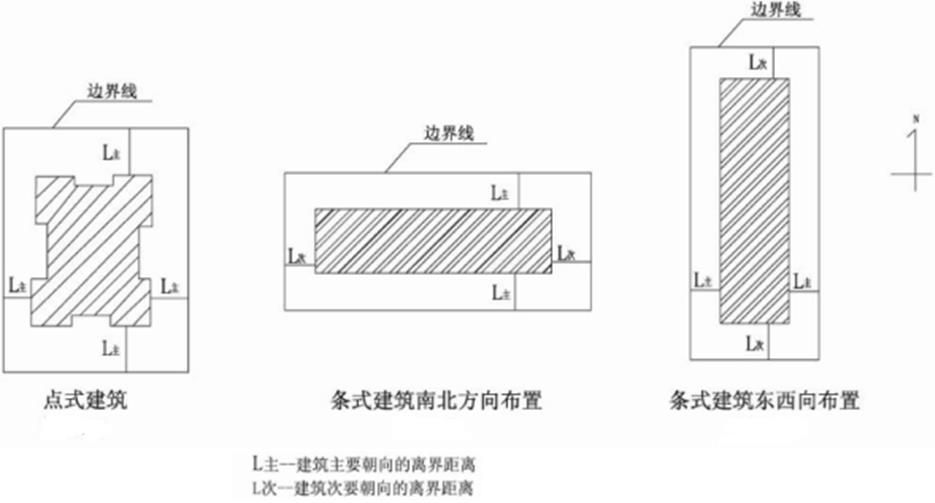 边界线
L主
L主
L主
L主
点式建筑
边界线
L主
L次
L次
L主
条式建筑南北方向布置
边界线
L次
L主
L主
L次
条式建筑东西向布置
N
L主--建筑主要朝向的离界距离
L次--建筑次要朝向的离界距离